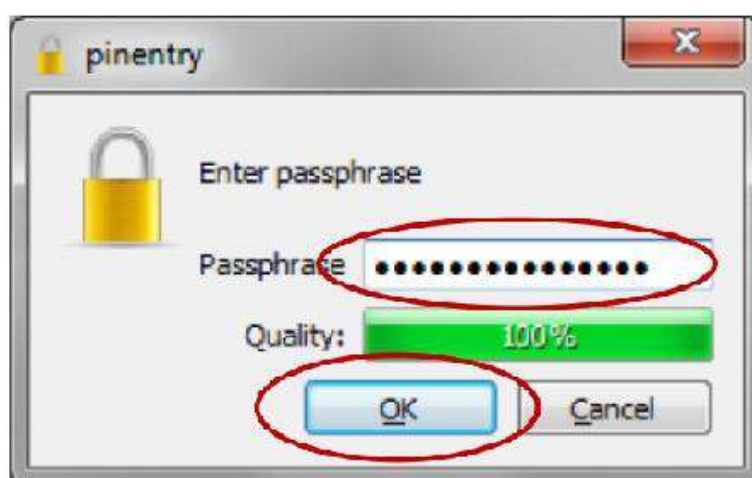 pinentry
Enter passphrase
Passphrase ●●●●●●●●●●●●●●●
Quality: 100%
OK Cancel